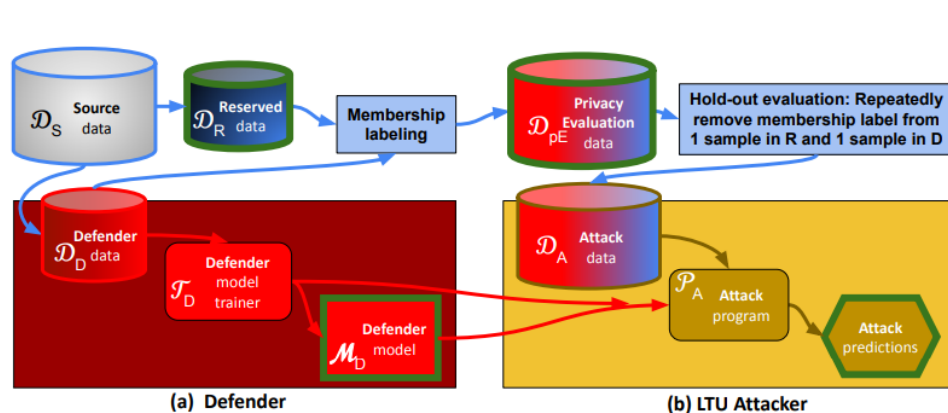 𝒟S Source
data
𝒟R Reserved
data
Membership
labeling
𝒟pE Privacy
Evaluation
data
Hold-out evaluation: Repeatedly
remove membership label from
1 sample in R and 1 sample in D
𝒟D Defender
data
𝒯D Defender
model
trainer
ℳD Defender
model
𝒟A Attack
data
𝒫A Attack
program
Attack
predictions
(a) Defender
(b) LTU Attacker